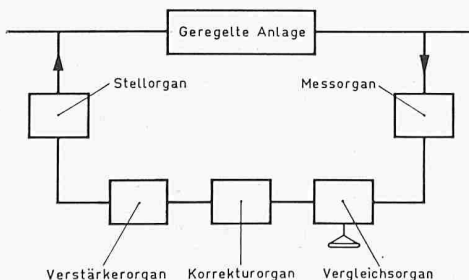 Geregelte Anlage
Stellorgan
Messorgan
Verstärkerorgan
Korrekturorgan
Vergleichsorgan